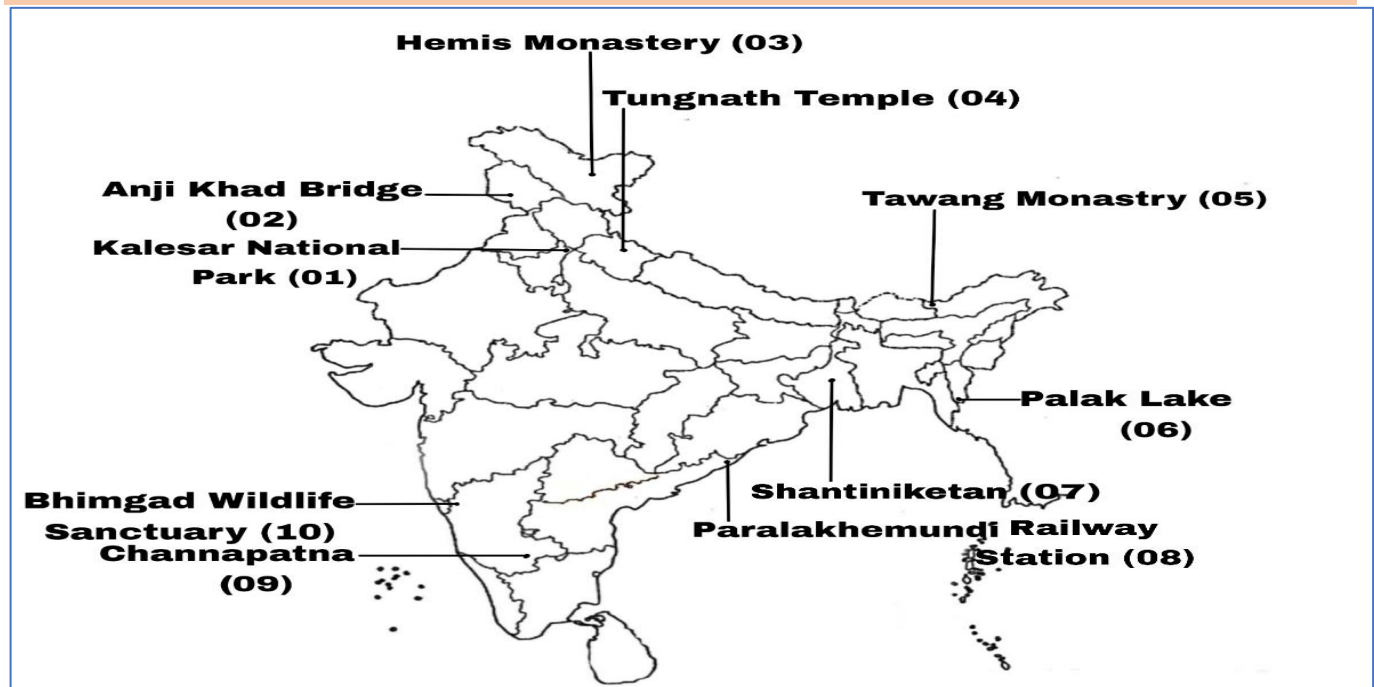 Hemis Monastery (03)
Tungnath Temple (04)
Anji Khad Bridge
(02)
Tawang Monastry (05)
Kalesar National
Park (01)
Palak Lake
(06)
Shantiniketan (07)
Bhimgad Wildlife
Sanctuary (10)
Paralakhemundi Railway
Station (08)
Channapatna
(09)